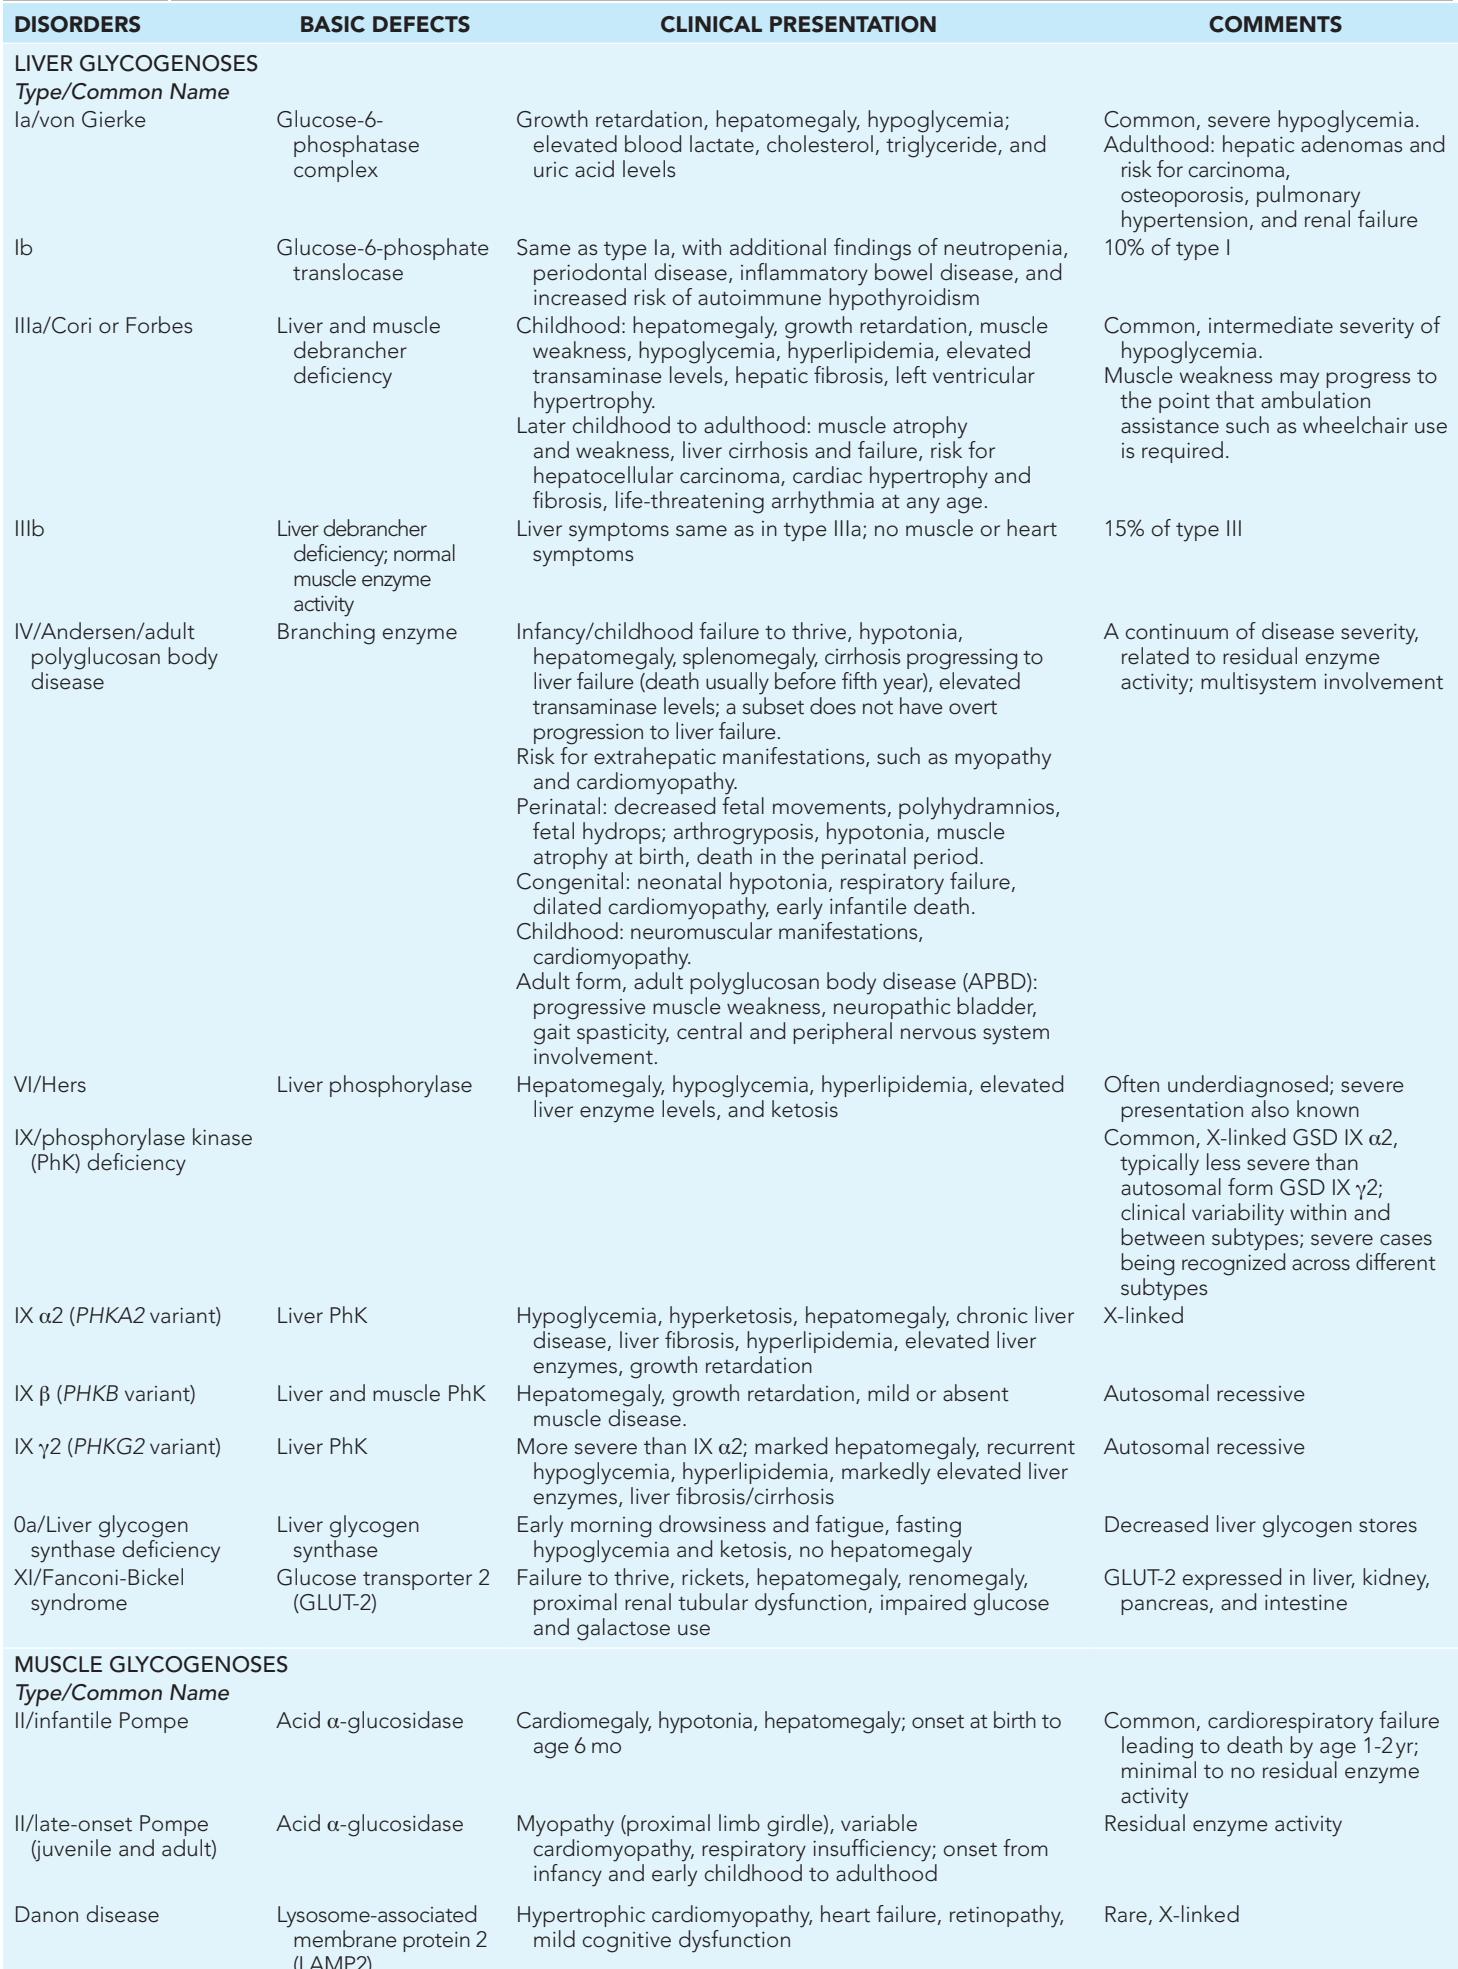 DISORDERS BASIC DEFECTS CLINICAL PRESENTATION COMMENTS
LIVER GLYCOGENOSES
Type/Common Name
Ia/von Gierke
Glucose-6-
phosphatase
complex
Growth retardation, hepatomegaly, hypoglycemia;
elevated blood lactate, cholesterol, triglyceride, and
uric acid levels
Common, severe hypoglycemia.
Adulthood: hepatic adenomas and
risk for carcinoma,
osteoporosis, pulmonary
hypertension, and renal failure
Ib
Glucose-6-phosphate
translocase
Same as type Ia, with additional findings of neutropenia,
periodontal disease, inflammatory bowel disease, and
increased risk of autoimmune hypothyroidism
10% of type I
IIIa/Cori or Forbes
Liver and muscle
debrancher
deficiency
Childhood: hepatomegaly, growth retardation, muscle
weakness, hypoglycemia, hyperlipidemia, elevated
transaminase levels, hepatic fibrosis, left ventricular
hypertrophy.
Later childhood to adulthood: muscle atrophy
and weakness, liver cirrhosis and failure, risk for
hepatocellular carcinoma, cardiac hypertrophy and
fibrosis, life-threatening arrhythmia at any age.
Common, intermediate severity of
hypoglycemia.
Muscle weakness may progress to
the point that ambulation
assistance such as wheelchair use
is required.
IIIb
Liver debrancher
deficiency; normal
muscle enzyme
activity
Liver symptoms same as in type IIIa; no muscle or heart
symptoms
15% of type III
IV/Andersen/adult
polyglucosan body
disease
Branching enzyme
Infancy/childhood failure to thrive, hypotonia,
hepatomegaly, splenomegaly, cirrhosis progressing to
liver failure (death usually before fifth year), elevated
transaminase levels; a subset does not have overt
progression to liver failure.
Risk for extrahepatic manifestations, such as myopathy
and cardiomyopathy.
Perinatal: decreased fetal movements, polyhydramnios,
fetal hydrops; arthrogryposis, hypotonia, muscle
atrophy at birth, death in the perinatal period.
Congenital: neonatal hypotonia, respiratory failure,
dilated cardiomyopathy, early infantile death.
Childhood: neuromuscular manifestations,
cardiomyopathy.
Adult form, adult polyglucosan body disease (APBD):
progressive muscle weakness, neuropathic bladder,
gait spasticity, central and peripheral nervous system
involvement.
A continuum of disease severity,
related to residual enzyme
activity; multisystem involvement
VI/Hers
Liver phosphorylase
Hepatomegaly, hypoglycemia, hyperlipidemia, elevated
liver enzyme levels, and ketosis
Often underdiagnosed; severe
presentation also known
IX/phosphorylase kinase
(PhK) deficiency
Common, X-linked GSD IX α2,
typically less severe than
autosomal form GSD IX γ2;
clinical variability within and
between subtypes; severe cases
being recognized across different
subtypes
IX α2 (PHKA2 variant)
Liver PhK
Hypoglycemia, hyperketosis, hepatomegaly, chronic liver
disease, liver fibrosis, hyperlipidemia, elevated liver
enzymes, growth retardation
X-linked
IX β (PHKB variant)
Liver and muscle PhK
Hepatomegaly, growth retardation, mild or absent
muscle disease.
Autosomal recessive
IX γ2 (PHKG2 variant)
Liver PhK
More severe than IX α2; marked hepatomegaly, recurrent
hypoglycemia, hyperlipidemia, markedly elevated liver
enzymes, liver fibrosis/cirrhosis
Autosomal recessive
0a/Liver glycogen
synthase deficiency
Liver glycogen
synthase
Early morning drowsiness and fatigue, fasting
hypoglycemia and ketosis, no hepatomegaly
Decreased liver glycogen stores
XI/Fanconi-Bickel
syndrome
Glucose transporter 2
(GLUT-2)
Failure to thrive, rickets, hepatomegaly, renomegaly,
proximal renal tubular dysfunction, impaired glucose
and galactose use
GLUT-2 expressed in liver, kidney,
pancreas, and intestine
MUSCLE GLYCOGENOSES
Type/Common Name
II/infantile Pompe
Acid α-glucosidase
Cardiomegaly, hypotonia, hepatomegaly; onset at birth to
age 6 mo
Common, cardiorespiratory failure
leading to death by age 1-2 yr;
minimal to no residual enzyme
activity
II/late-onset Pompe
(juvenile and adult)
Acid α-glucosidase
Myopathy (proximal limb girdle), variable
cardiomyopathy, respiratory insufficiency; onset from
infancy and early childhood to adulthood
Residual enzyme activity
Danon disease
Lysosome-associated
membrane protein 2
(LAMP2)
Hypertrophic cardiomyopathy, heart failure, retinopathy,
mild cognitive dysfunction
Rare, X-linked